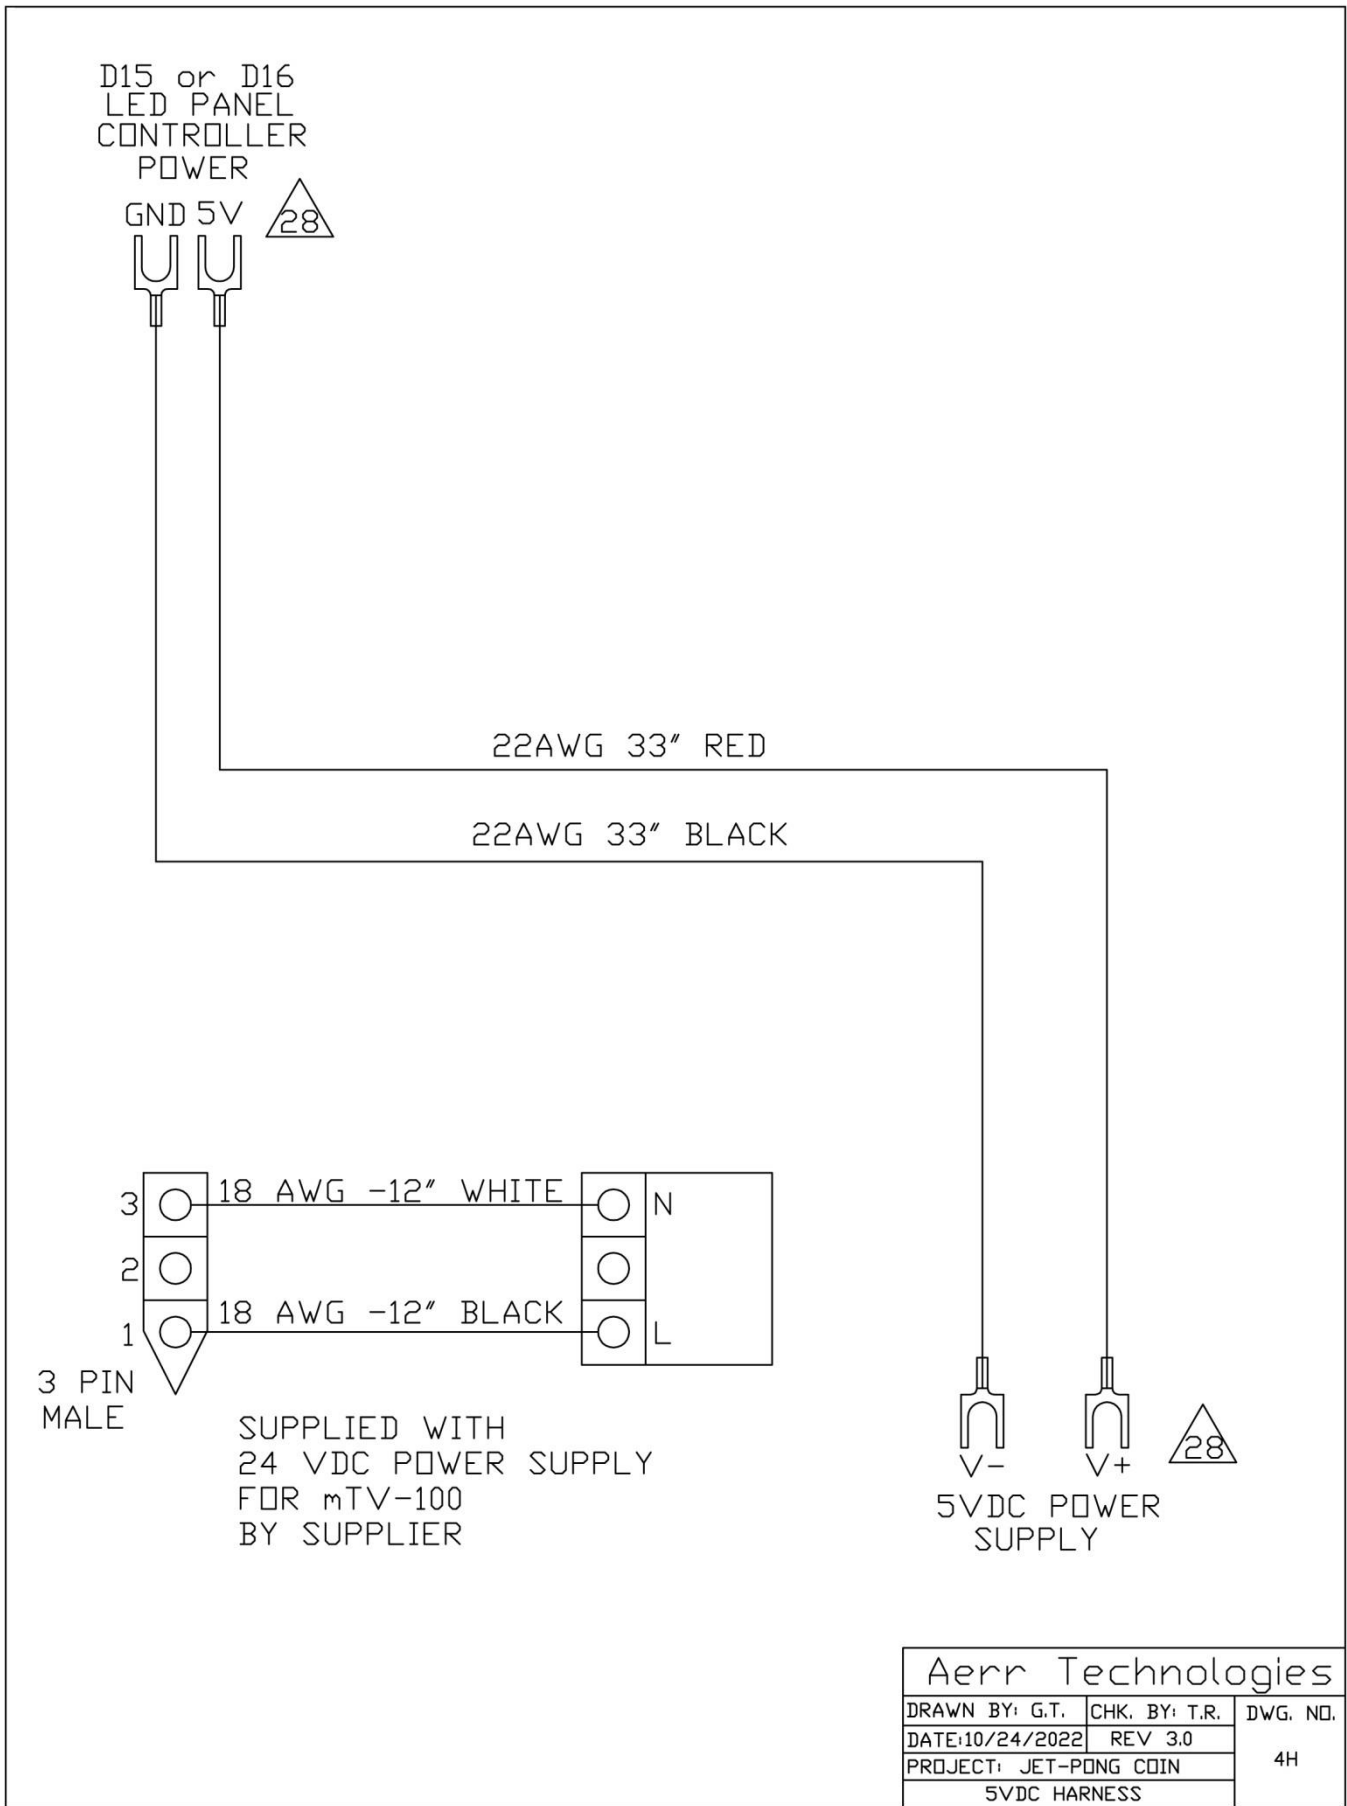 D15 or D16
LED PANEL
CONTROLLER
POWER
GND 5V 28
22AWG 33" RED
22AWG 33" BLACK
3 18 AWG -12" WHITE N
2
1 18 AWG -12" BLACK L
3 PIN
MALE
SUPPLIED WITH
24 VDC POWER SUPPLY
FOR mTV-100
BY SUPPLIER
V- V+ 28
5VDC POWER
SUPPLY
Aerr Technologies
DRAWN BY: G.T. CHK. BY: T.R. DWG. NO.
DATE:10/24/2022 REV 3.0
PROJECT: JET-PONG COIN 4H
5VDC HARNESS